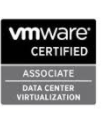 vmware®
CERTIFIED
ASSOCIATE
DATA CENTER
VIRTUALIZATION